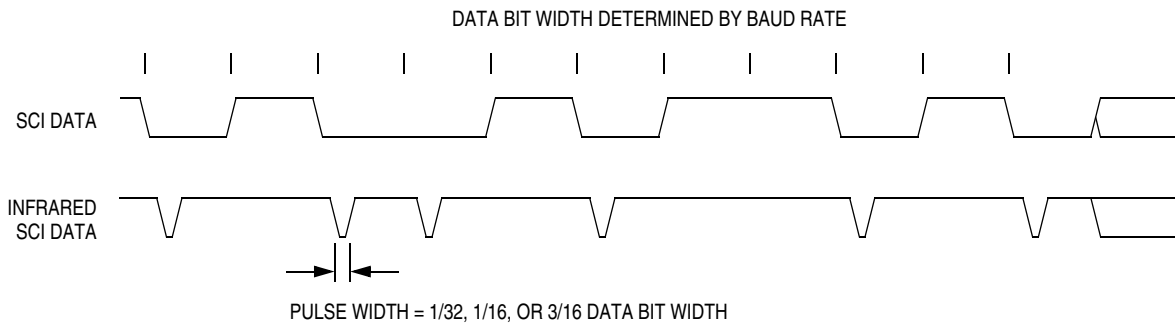 DATA BIT WIDTH DETERMINED BY BAUD RATE
SCI DATA
INFRARED
SCI DATA
PULSE WIDTH = 1/32, 1/16, OR 3/16 DATA BIT WIDTH